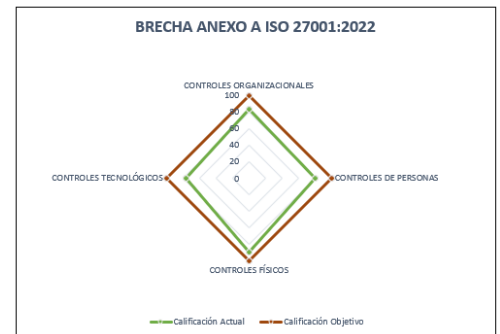 BRECHA ANEXO A ISO 27001:2022
CONTROLES ORGANIZACIONALES
100
80
60
40
20
0
CONTROLES TECNOLÓGICOS
CONTROLES DE PERSONAS
CONTROLES FÍSICOS
Calificación Actual
Calificación Objetivo